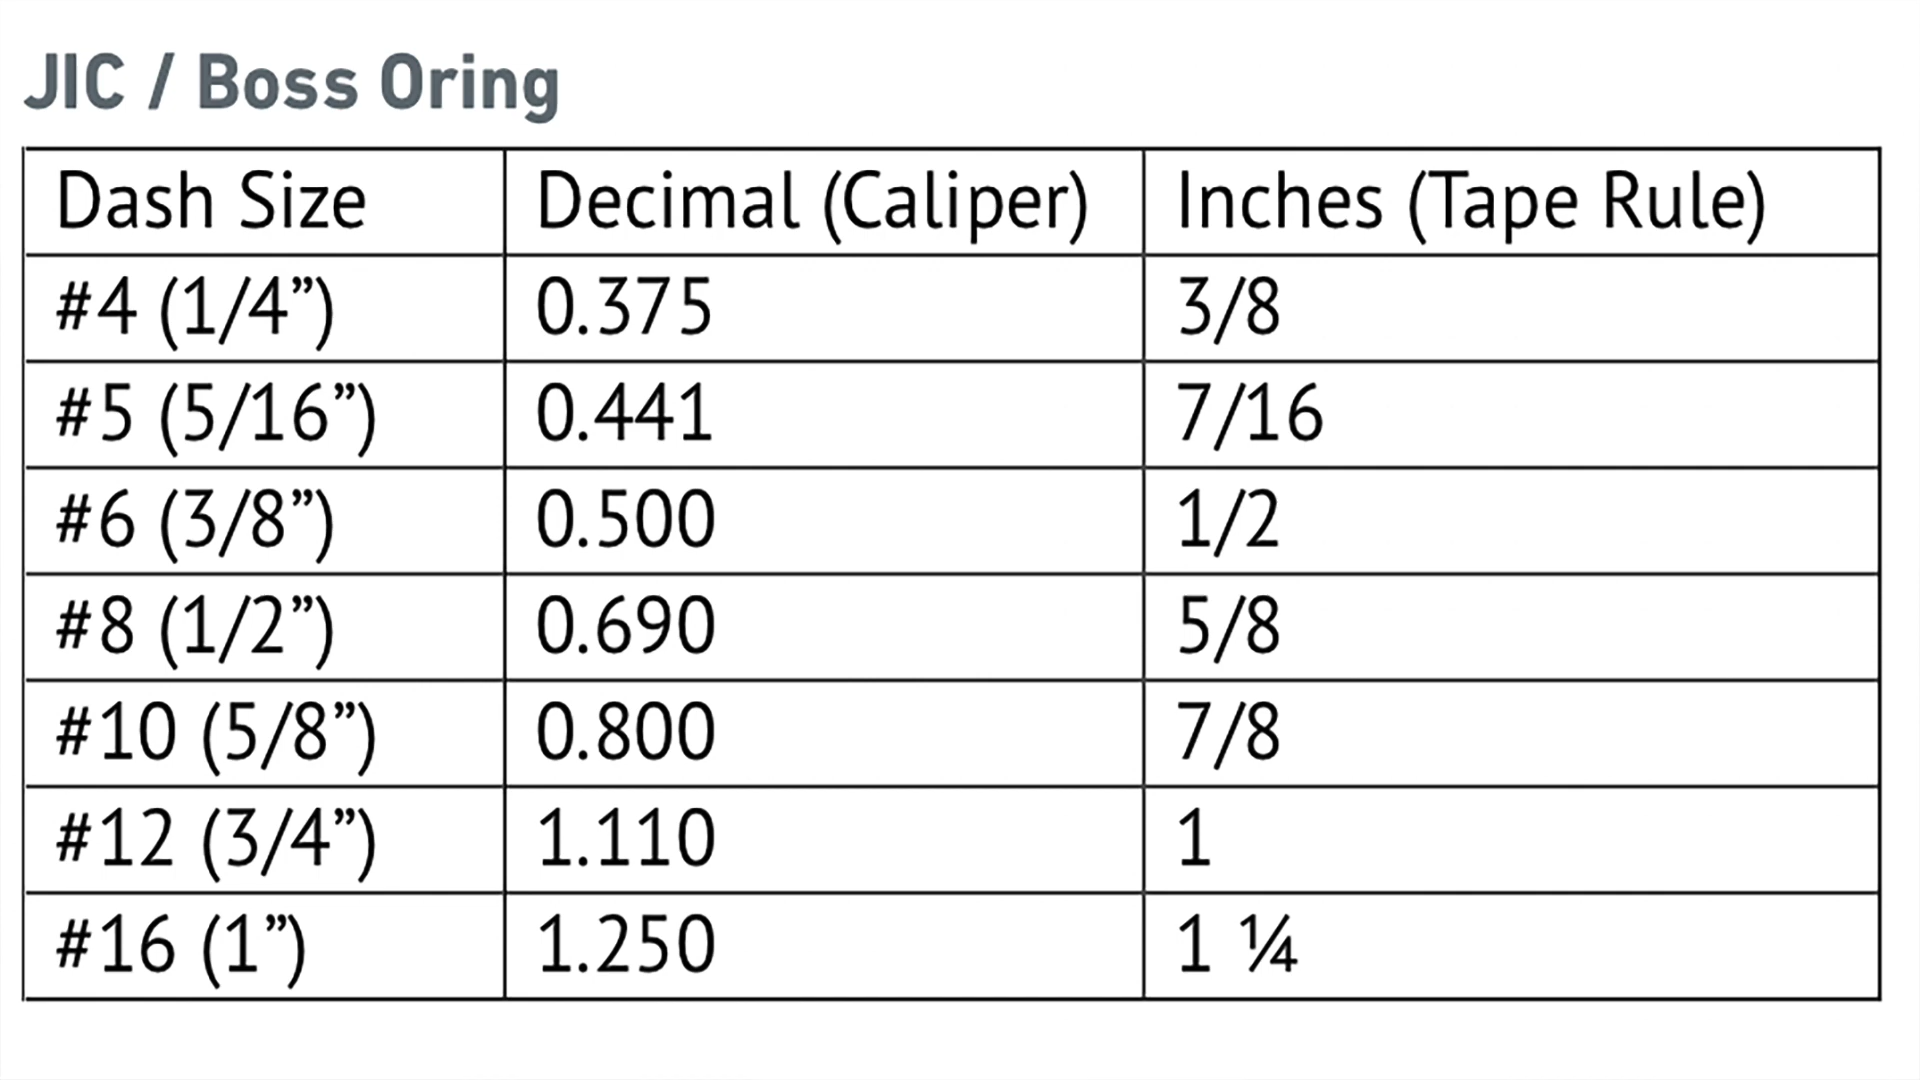 JIC / Boss Oring
Dash Size Decimal (Caliper) Inches (Tape Rule)
#4 (1/4”) 0.375 3/8
#5 (5/16”) 0.441 7/16
#6 (3/8”) 0.500 1/2
#8 (1/2”) 0.690 5/8
#10 (5/8”) 0.800 7/8
#12 (3/4”) 1.110 1
#16 (1”) 1.250 1 ¼